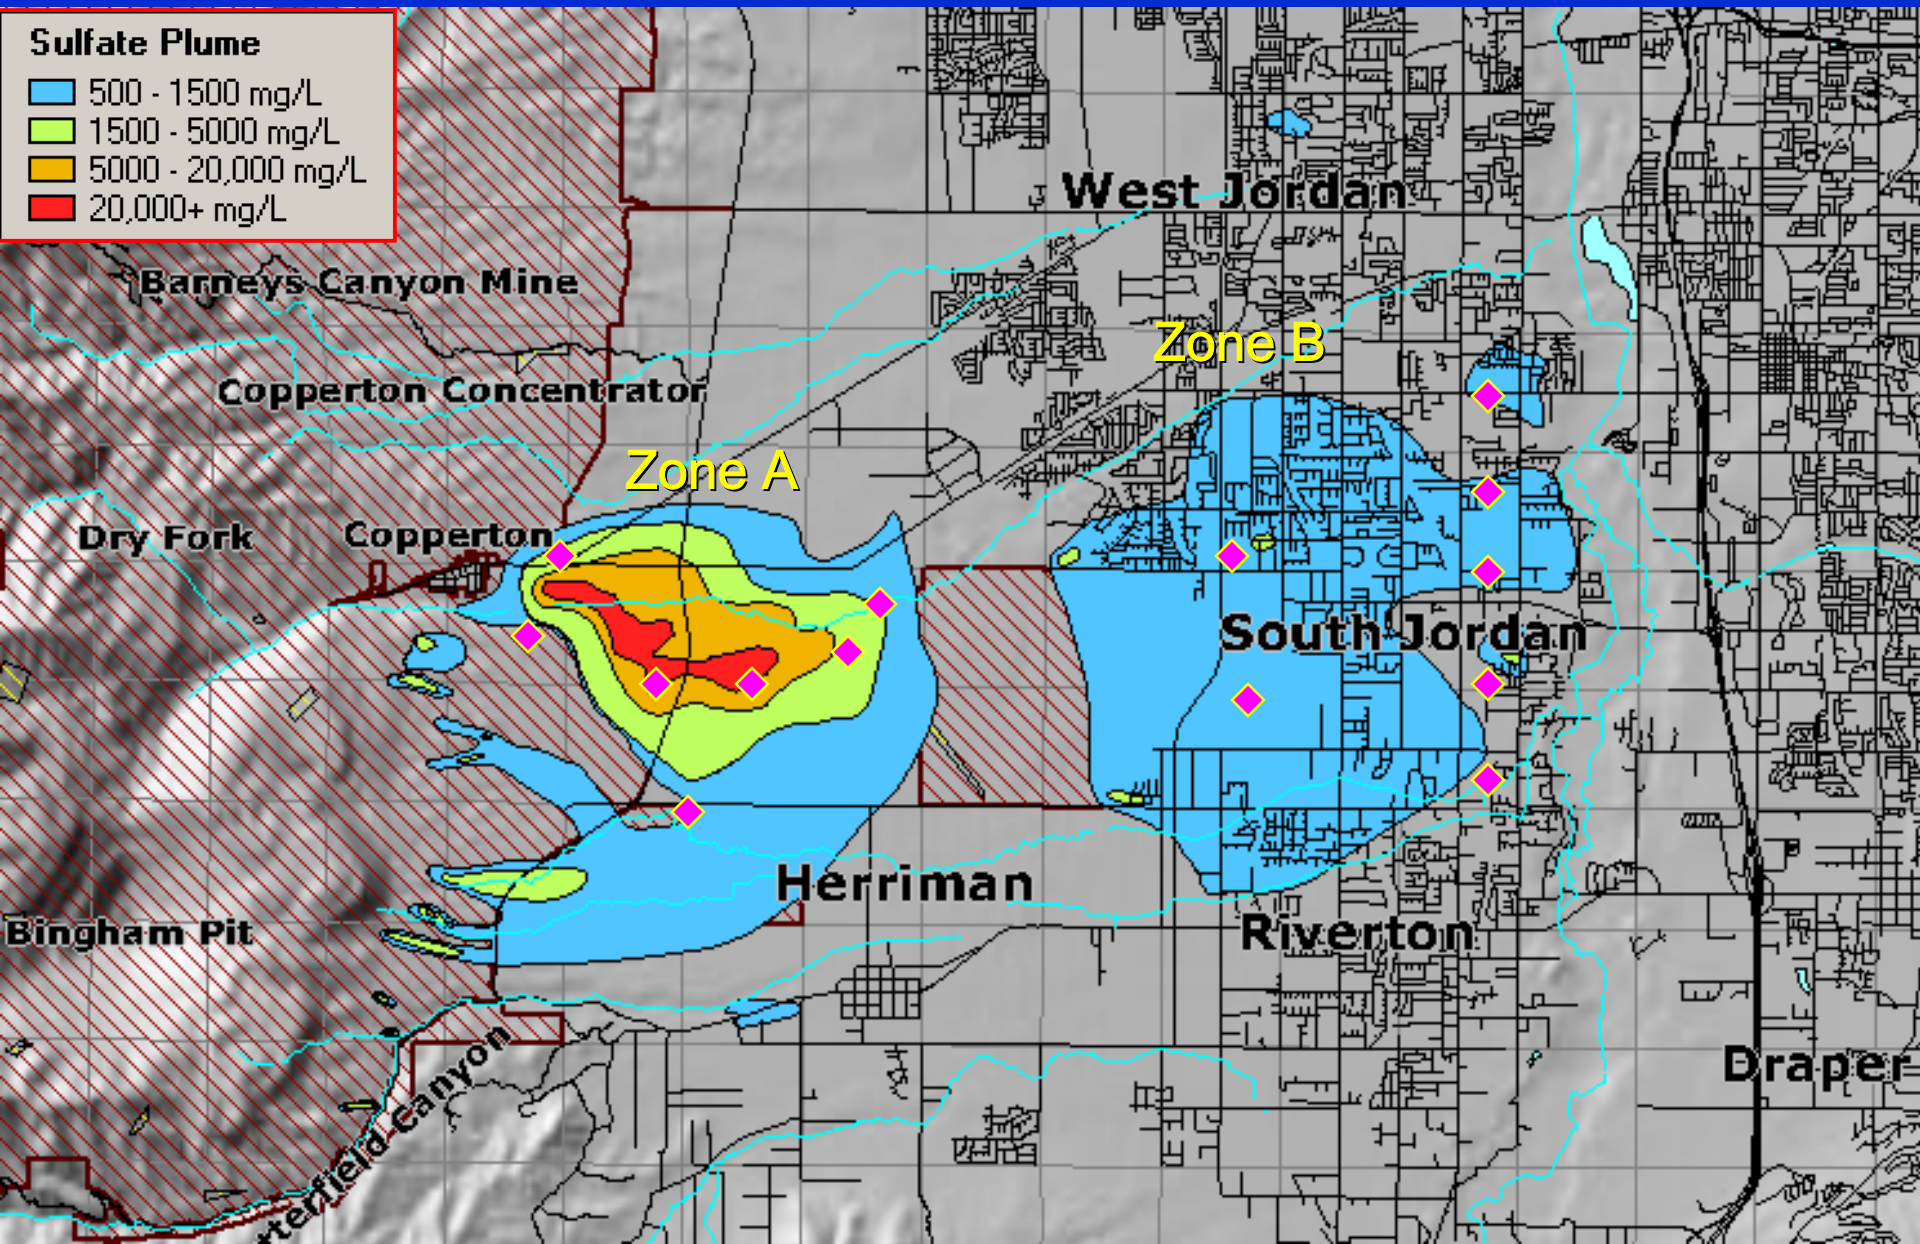 Sulfate Plume
500 - 1500 mg/L
1500 - 5000 mg/L
5000 - 20,000 mg/L
20,000+ mg/L
West Jordan
Barneys Canyon Mine
Zone B
Copperton Concentrator
Zone A
Dry Fork
Copperton
South Jordan
Herriman
Bingham Pit
Riverton
Draper
terfield Canyon